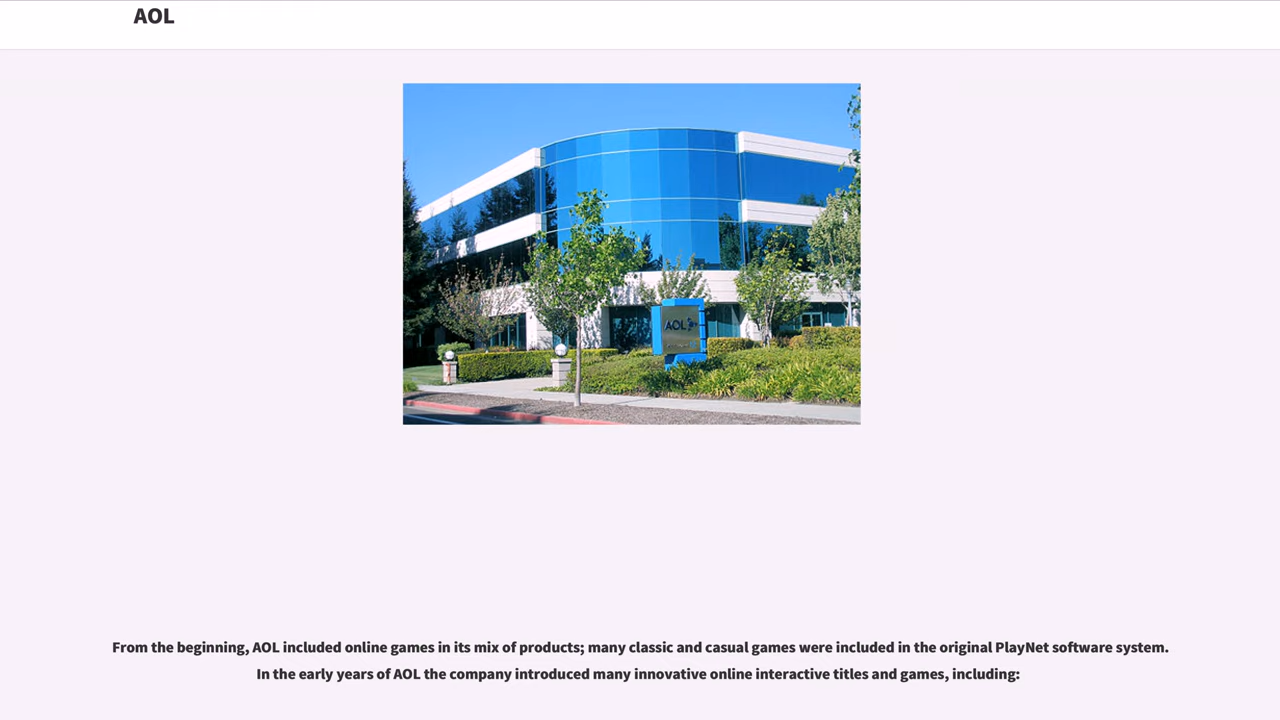 AOL
AOL
From the beginning, AOL included online games in its mix of products; many classic and casual games were included in the original PlayNet software system.
In the early years of AOL the company introduced many innovative online interactive titles and games, including: